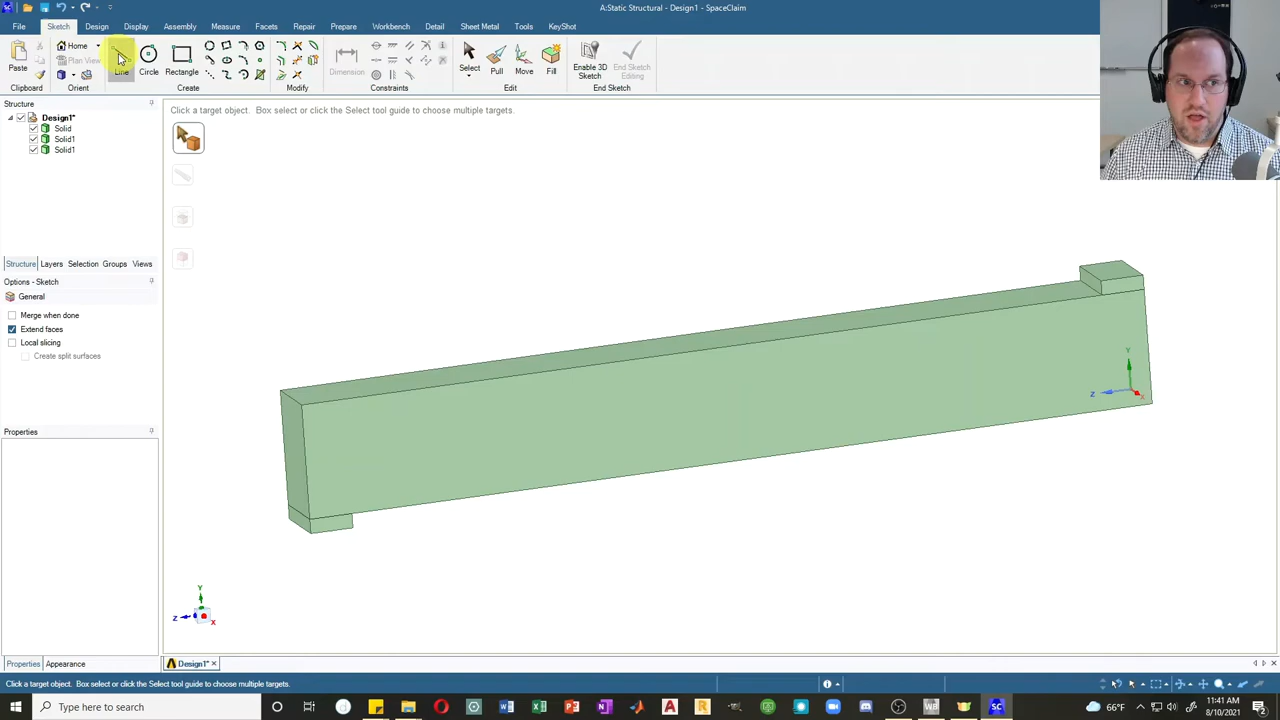 A:Static Structural - Design1 - SpaceClaim
File Sketch Design Display Assembly Measure Facets Repair Prepare Workbench Detail Sheet Metal Tools KeyShot
Home
Plan View
Paste
Line Circle Rectangle
Dimension
Select Pull Move
Enable 3D Sketch
End Sketch Editing
Clipboard Orient Create Modify Constraints Edit End Sketch
Structure
Click a target object. Box select or click the Select tool guide to choose multiple targets.
Design1*
Solid
Solid1
Solid1
Structure Layers Selection Groups Views
Options - Sketch
General
Merge when done
Extend faces
Local slicing
Create split surfaces
Properties
Y
Z
X
Y
Z
X
Properties Appearance
Design1*
Click a target object. Box select or click the Select tool guide to choose multiple targets.
Type here to search
66°F
11:41 AM
8/10/2021